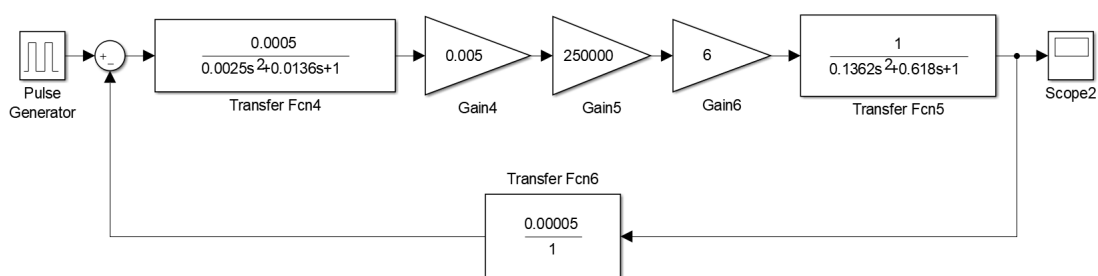 Pulse
Generator
+
−
0.0005
0.0025s²+0.0136s+1
Transfer Fcn4
0.005
Gain4
250000
Gain5
6
Gain6
1
0.1362s²+0.618s+1
Transfer Fcn5
Scope2
Transfer Fcn6
0.00005
1